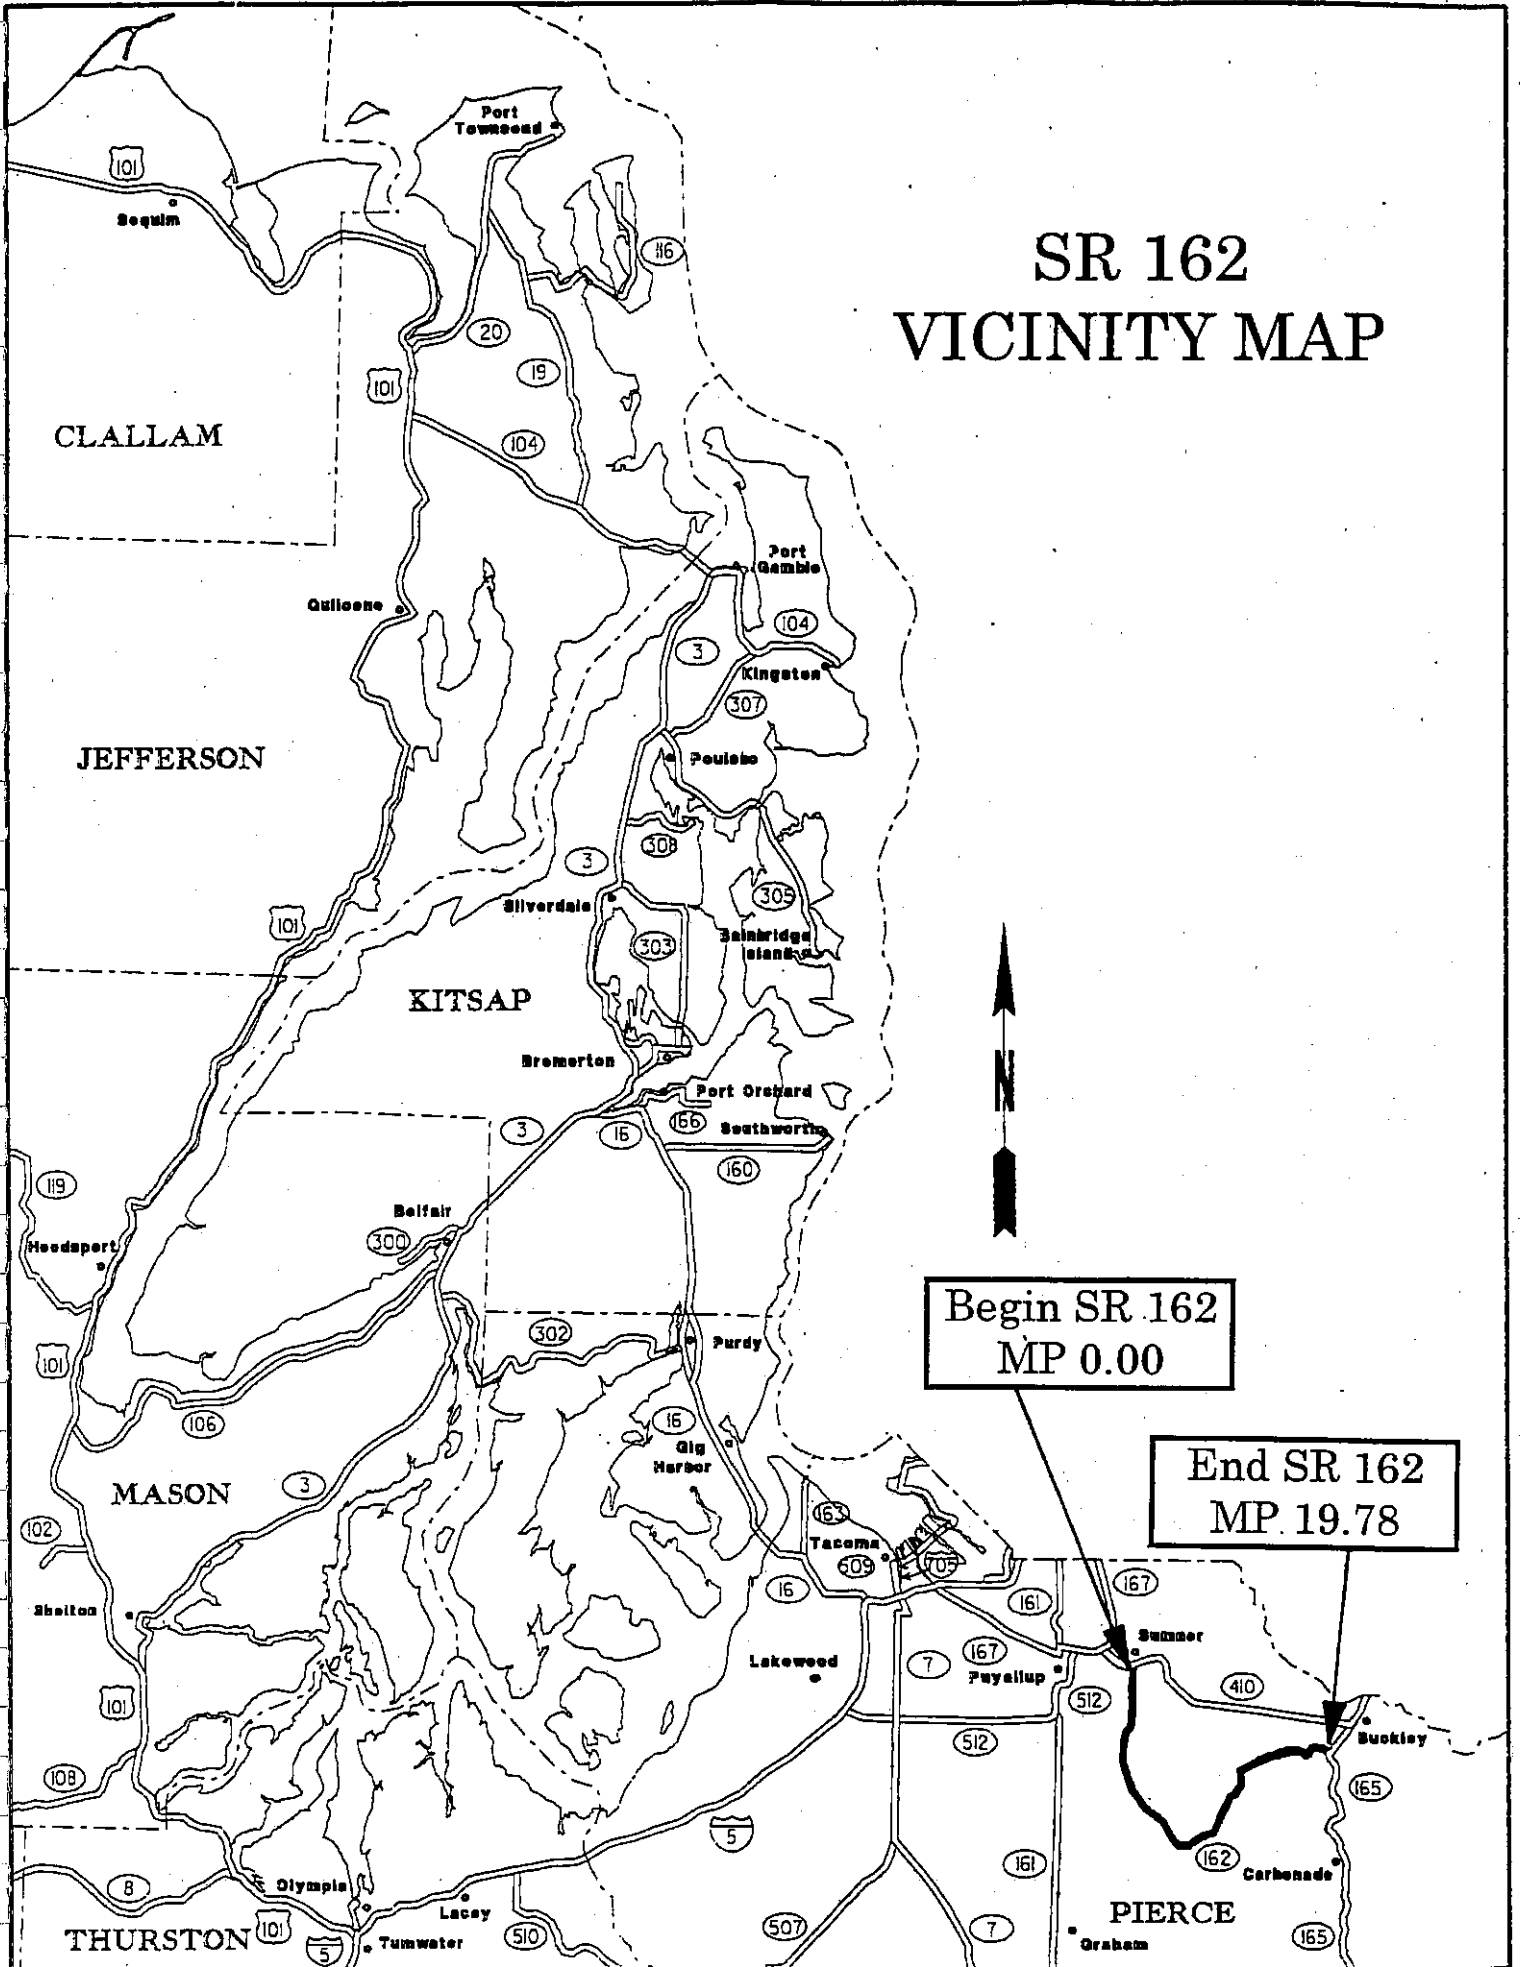 SR 162
VICINITY MAP
Port
Townsend
101
Sequim
116
20
19
101
104
CLALLAM
Port
Gamble
Quilcene
104
3
Kingston
307
JEFFERSON
Poulsbo
308
3
305
Silverdale
101
303
Bainbridge
Island
KITSAP
N
Bremerton
Port Orchard
3
16
166
Southworth
160
119
Belfair
300
Hoodsport
Begin SR 162
MP 0.00
302
Purdy
101
106
16
Gig
Harbor
End SR 162
MP 19.78
MASON
3
102
163
Tacoma
509
705
16
161
167
Shelton
Sumner
167
Lakewood
7
Puyallup
512
410
101
512
Buckley
108
165
5
162
161
Carbonado
8
Olympia
Lacey
PIERCE
THURSTON
101
5
Tumwater
510
507
7
Graham
165